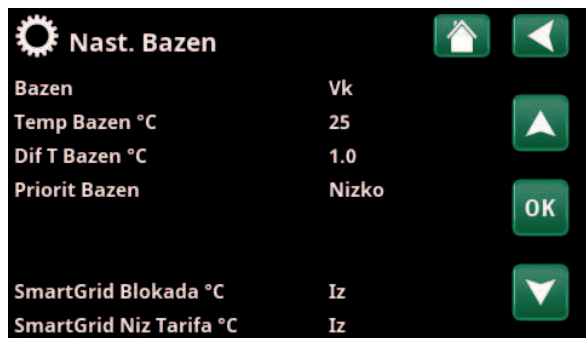 Nast. Bazen
Bazen Vk
Temp Bazen °C 25
Dif T Bazen °C 1.0
Priorit Bazen Nizko
OK
SmartGrid Blokada °C Iz
SmartGrid Niz Tarifa °C Iz